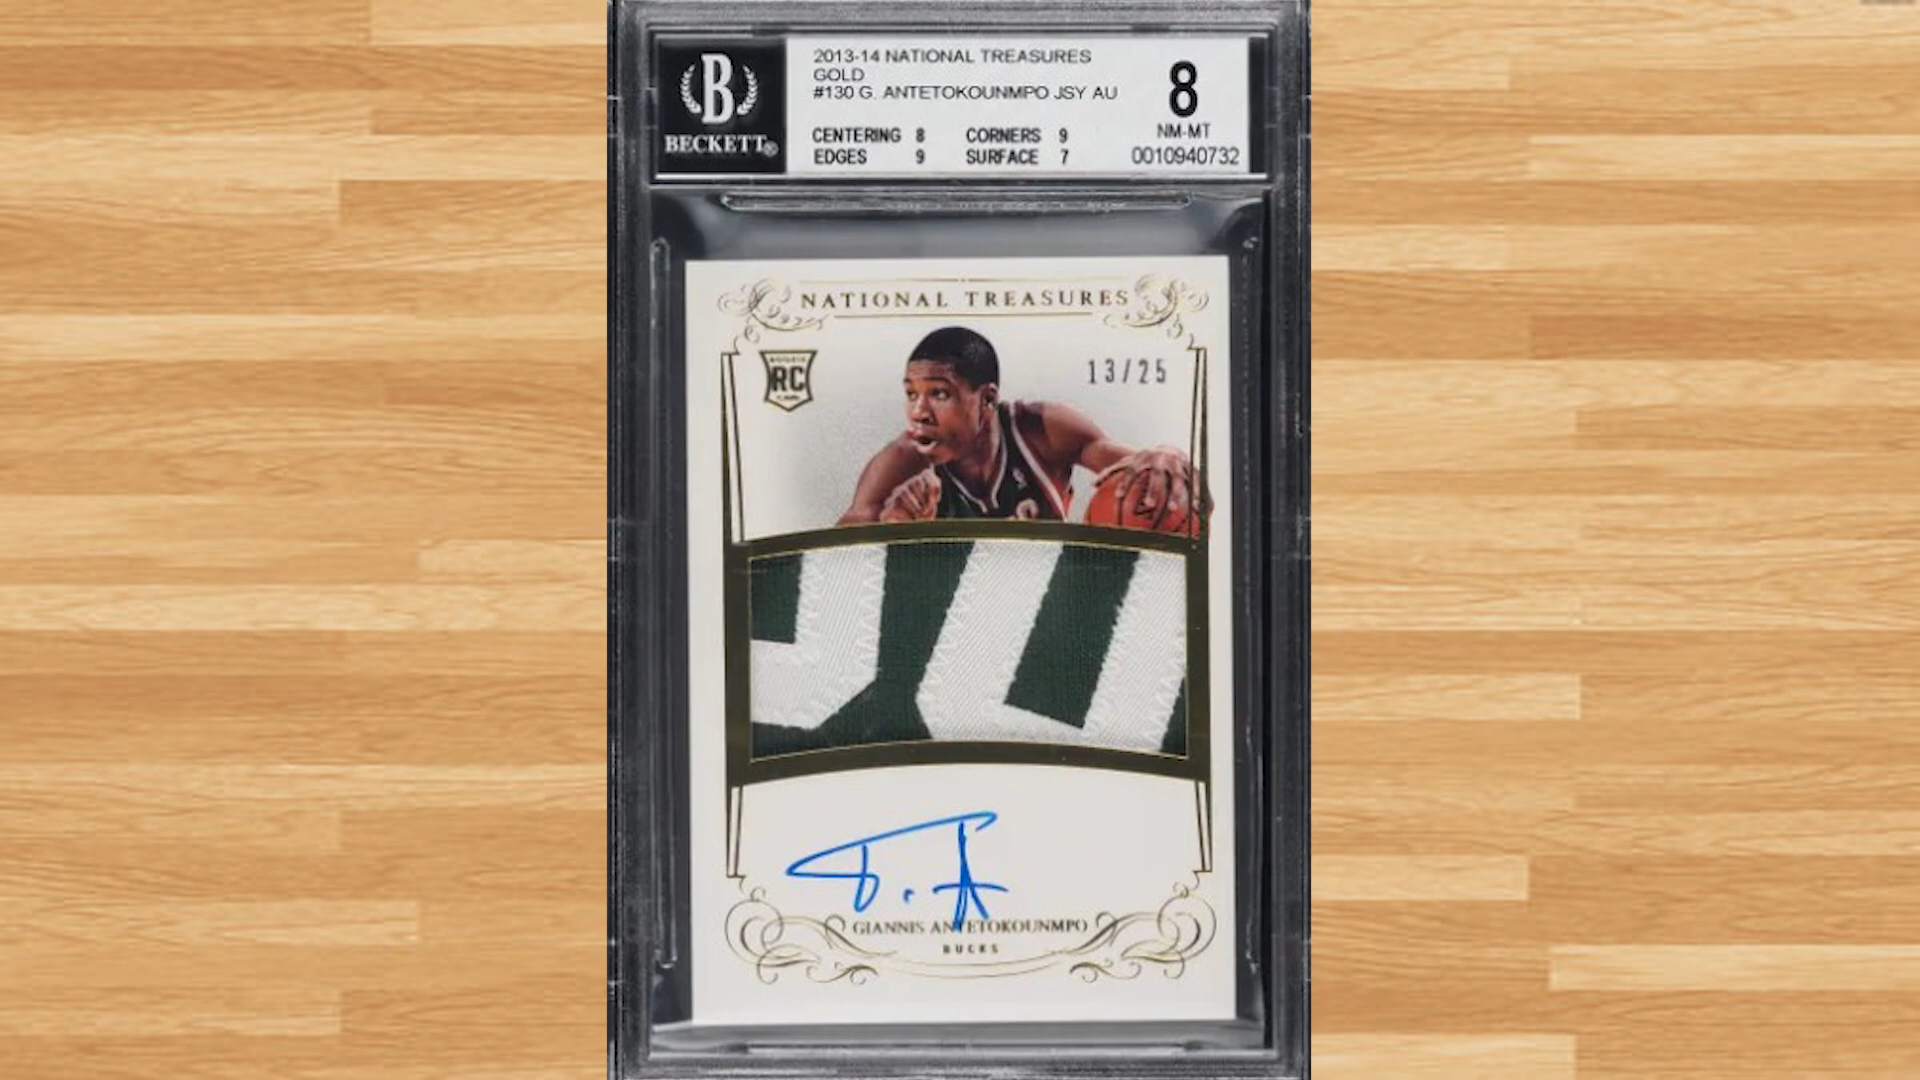 2013-14 NATIONAL TREASURES
GOLD
#130 G. ANTETOKOUNMPO JSY AU
8
CENTERING 8 CORNERS 9
NM-MT
EDGES 9 SURFACE 7
0010940732
B
BECKETT®
NATIONAL TREASURES
ROOKIE
RC
13/25
GIANNIS ANTETOKOUNMPO
BUCKS